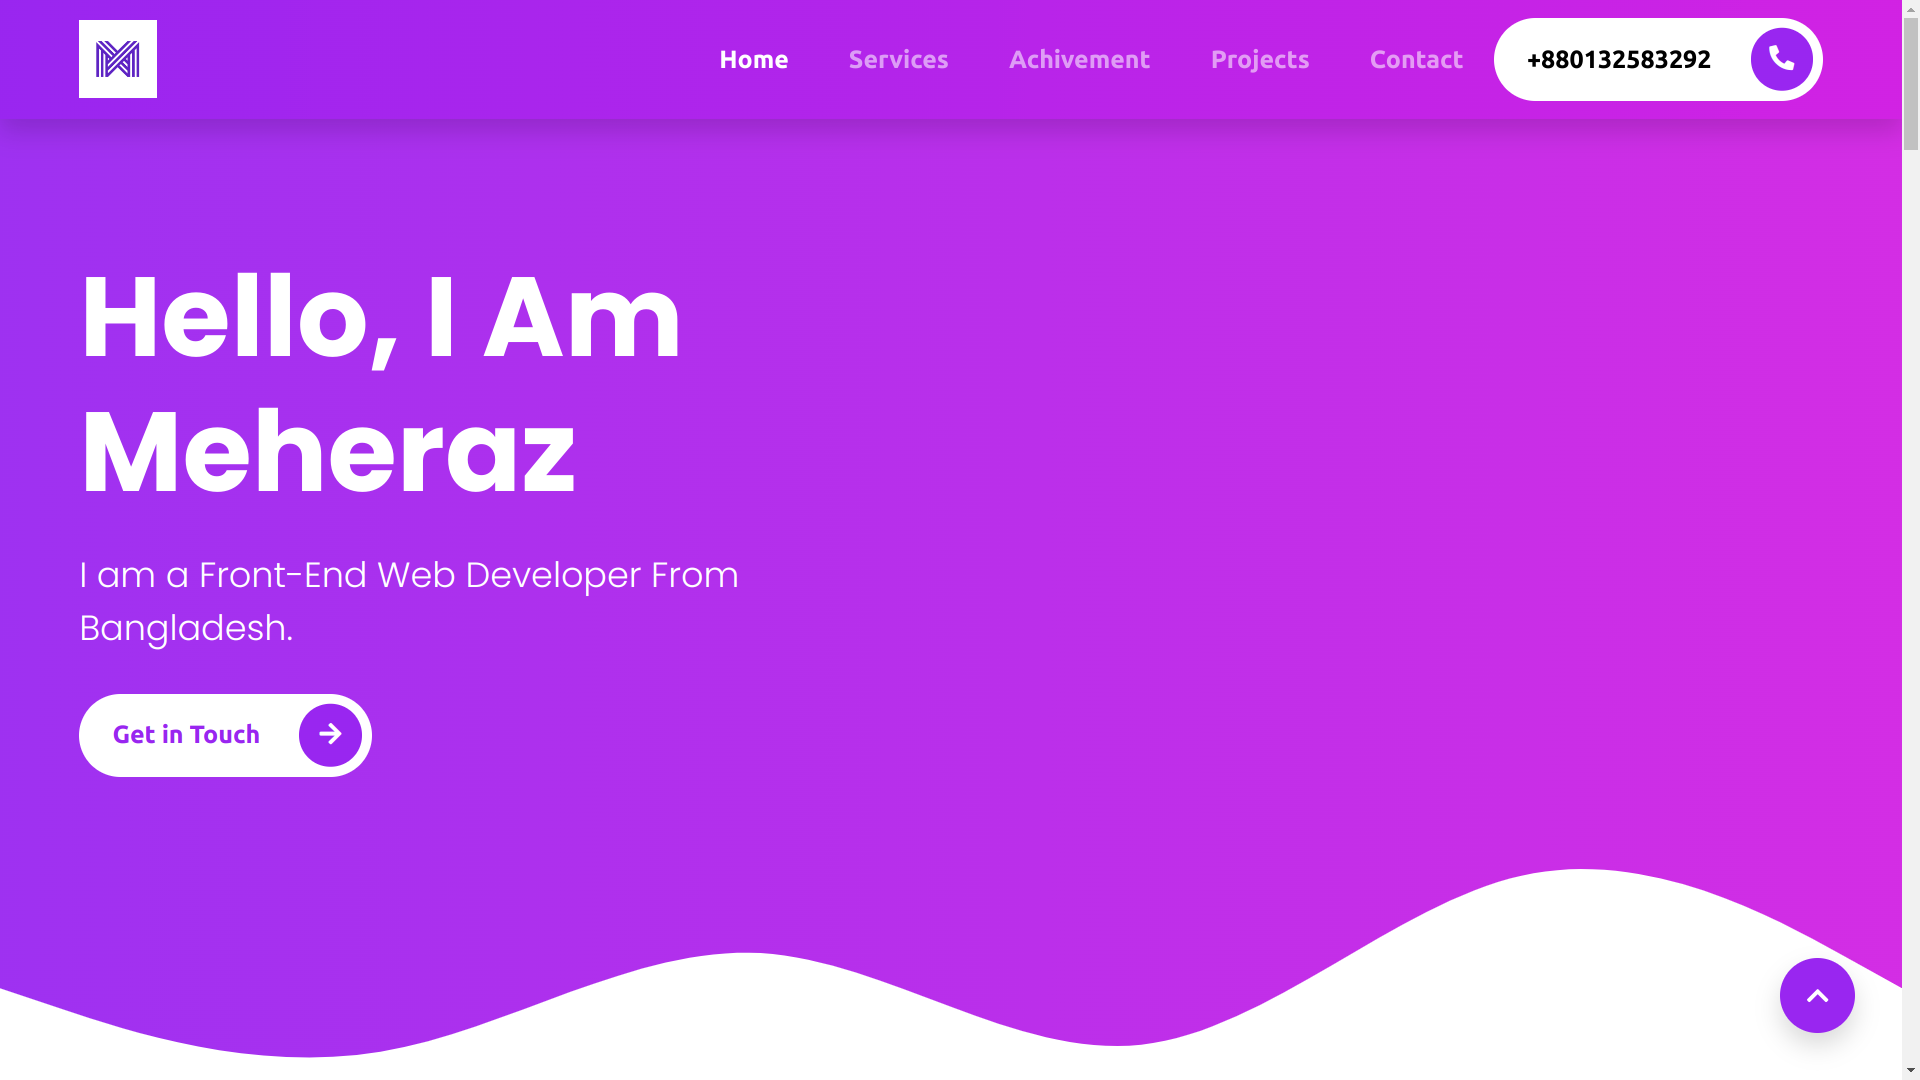 Home Services Achivement Projects Contact +880132583292
Hello, I Am
Meheraz
I am a Front-End Web Developer From
Bangladesh.
Get in Touch